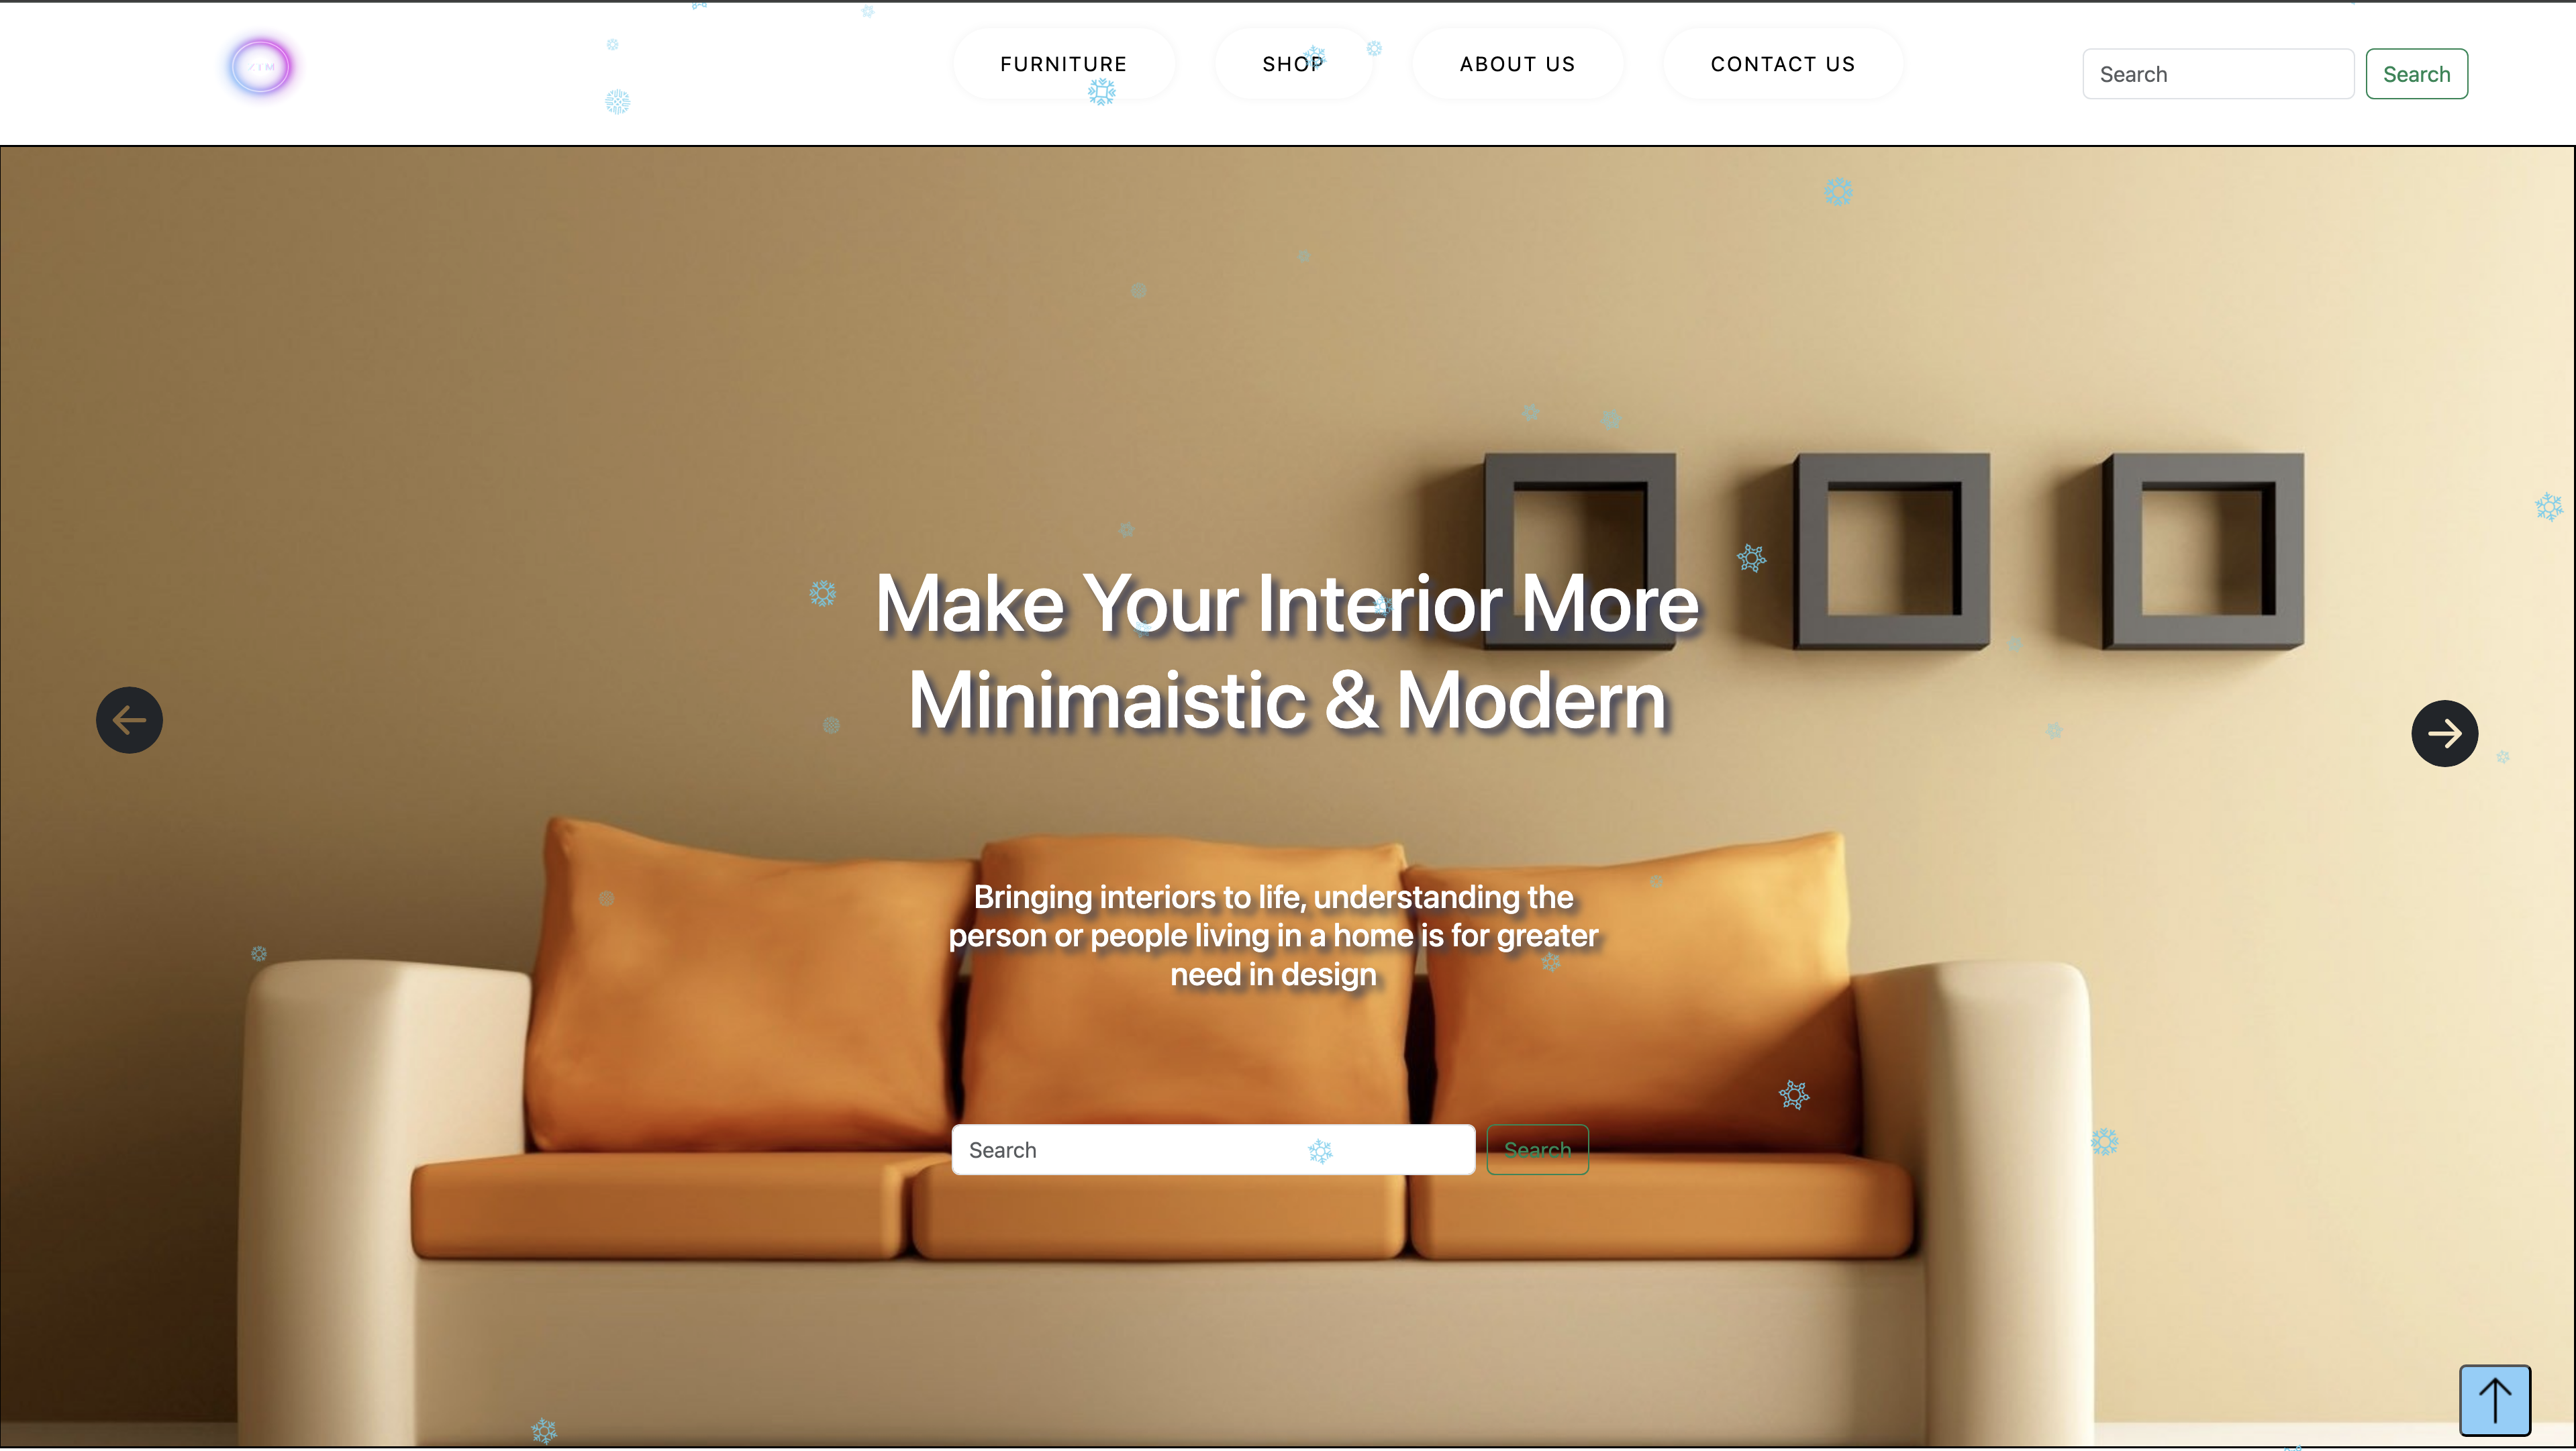 FURNITURE
SHOP
ABOUT US
CONTACT US
Search
Search
Make Your Interior More
Minimaistic & Modern
Bringing interiors to life, understanding the
person or people living in a home is for greater
need in design
Search
Search